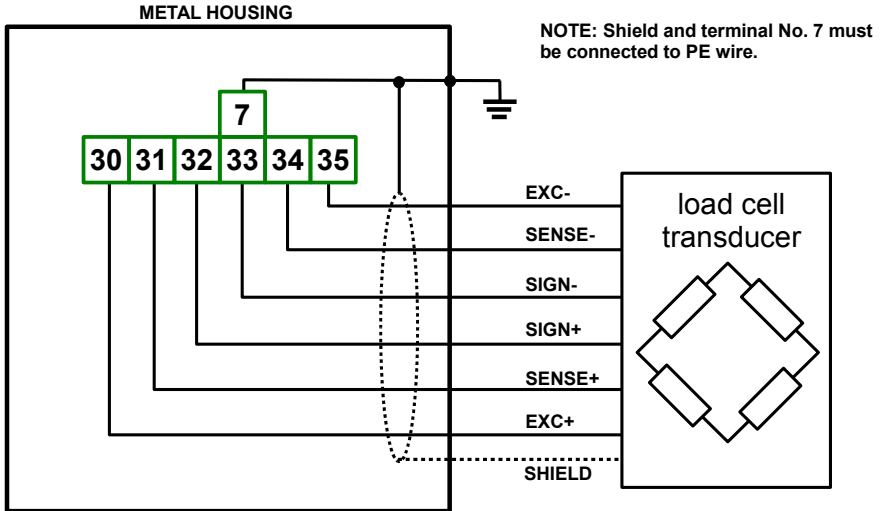 METAL HOUSING
NOTE: Shield and terminal No. 7 must
be connected to PE wire.
7
30 31 32 33 34 35
EXC-
SENSE-
SIGN-
SIGN+
SENSE+
EXC+
SHIELD
load cell
transducer